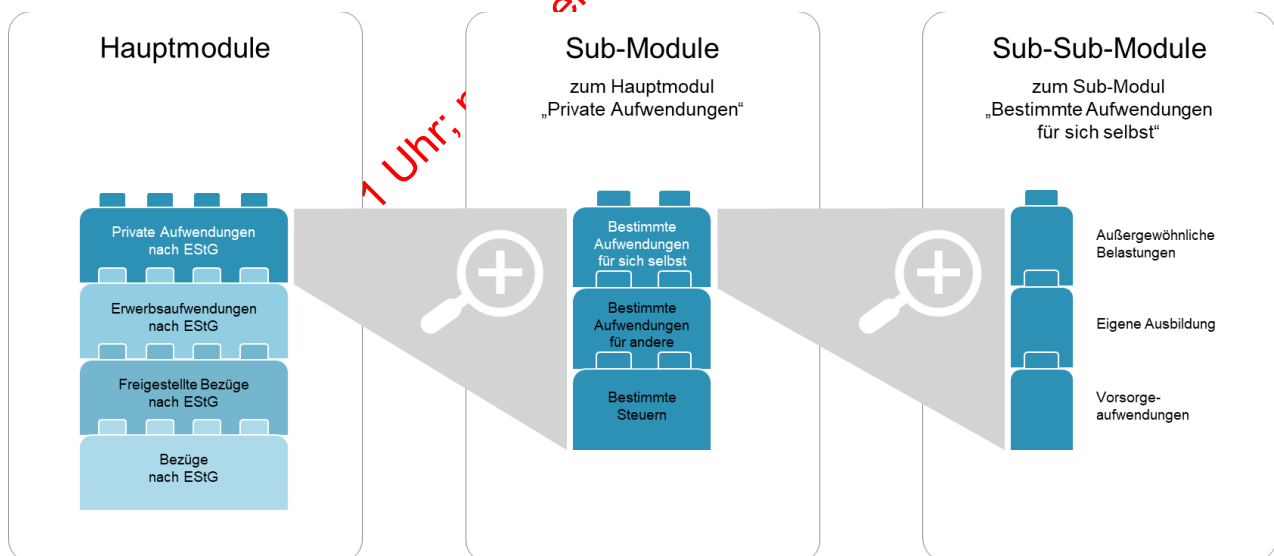 Hauptmodule
Private Aufwendungen
nach EStG
Erwerbsaufwendungen
nach EStG
Freigestellte Bezüge
nach EStG
Bezüge
nach EStG
1 Uhr;
Sub-Module
zum Hauptmodul
„Private Aufwendungen“
Bestimmte
Aufwendungen
für sich selbst
Bestimmte
Aufwendungen
für andere
Bestimmte
Steuern
Sub-Sub-Module
zum Sub-Modul
„Bestimmte Aufwendungen
für sich selbst“
Außergewöhnliche
Belastungen
Eigene Ausbildung
Vorsorge-
aufwendungen